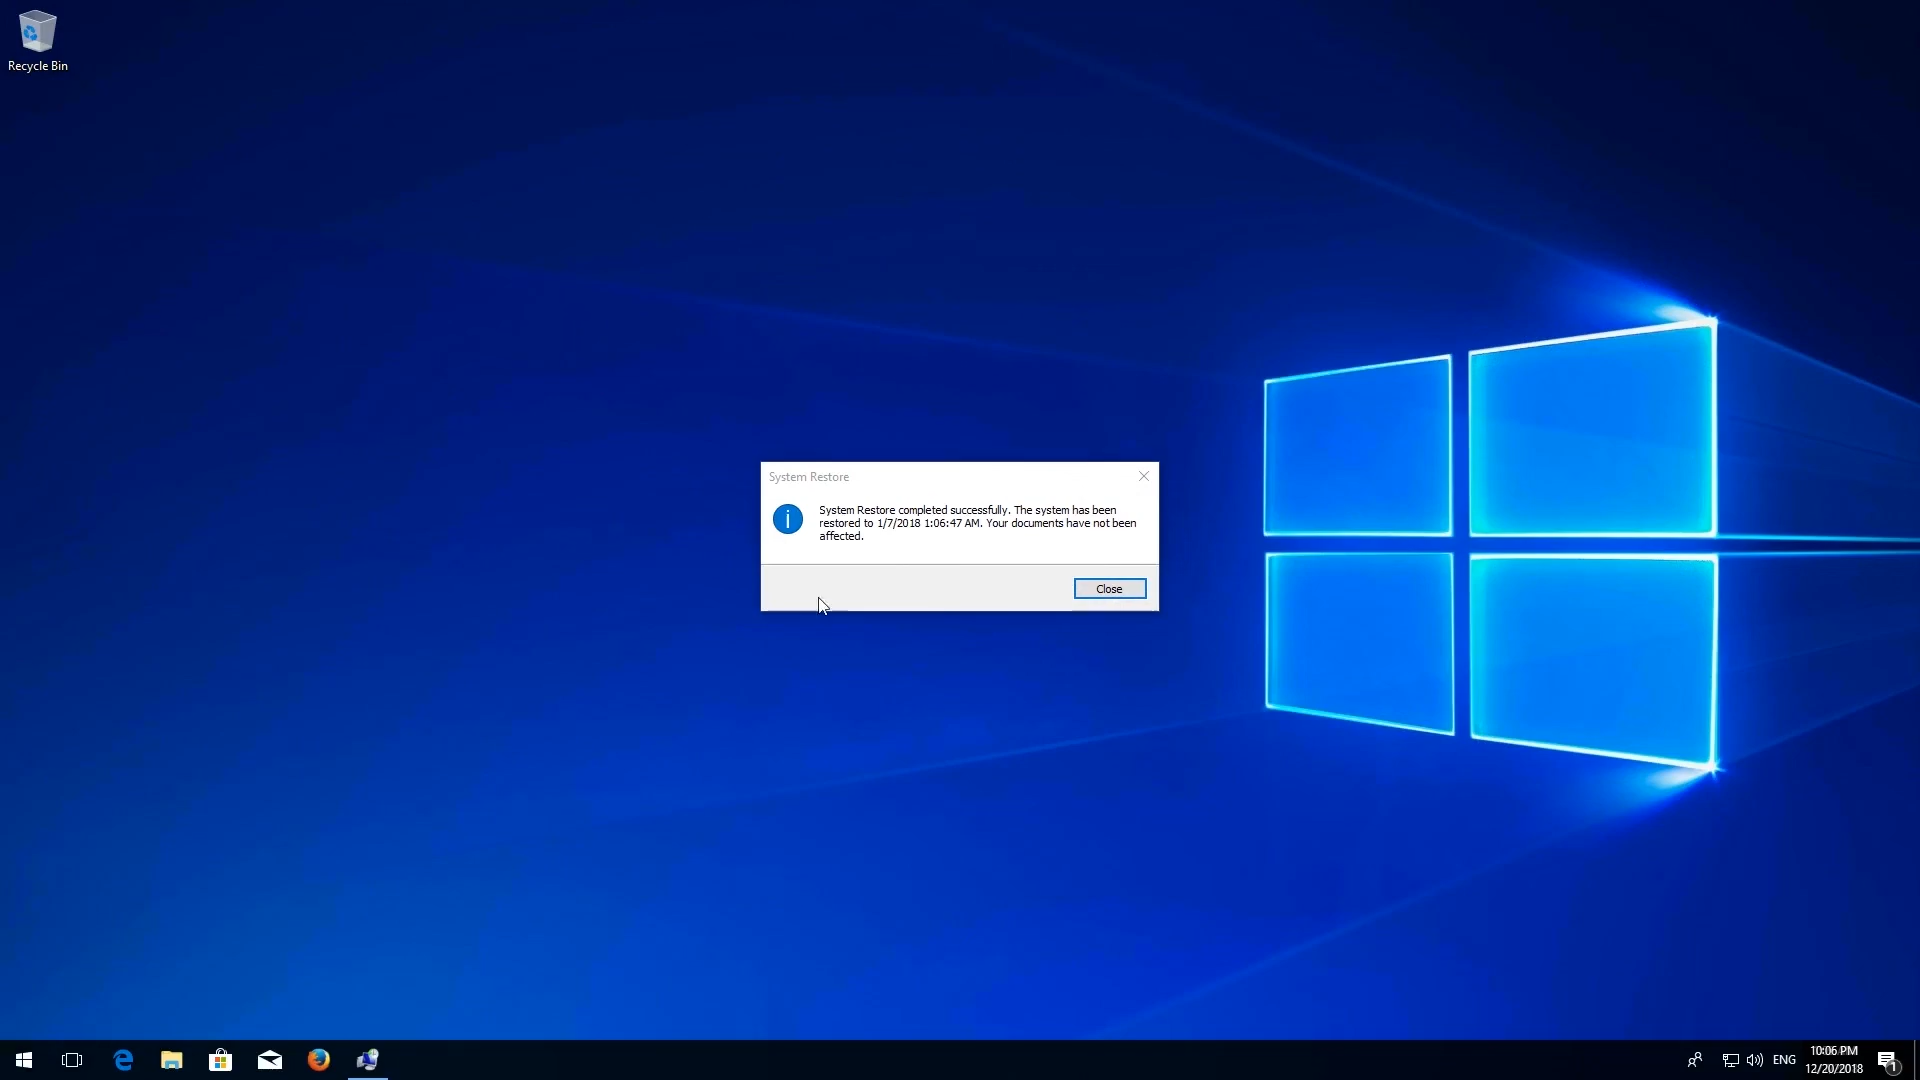 Recycle Bin
System Restore
System Restore completed successfully. The system has been
restored to 1/7/2018 1:06:47 AM. Your documents have not been
affected.
Close
ENG
10:06 PM
12/20/2018
1